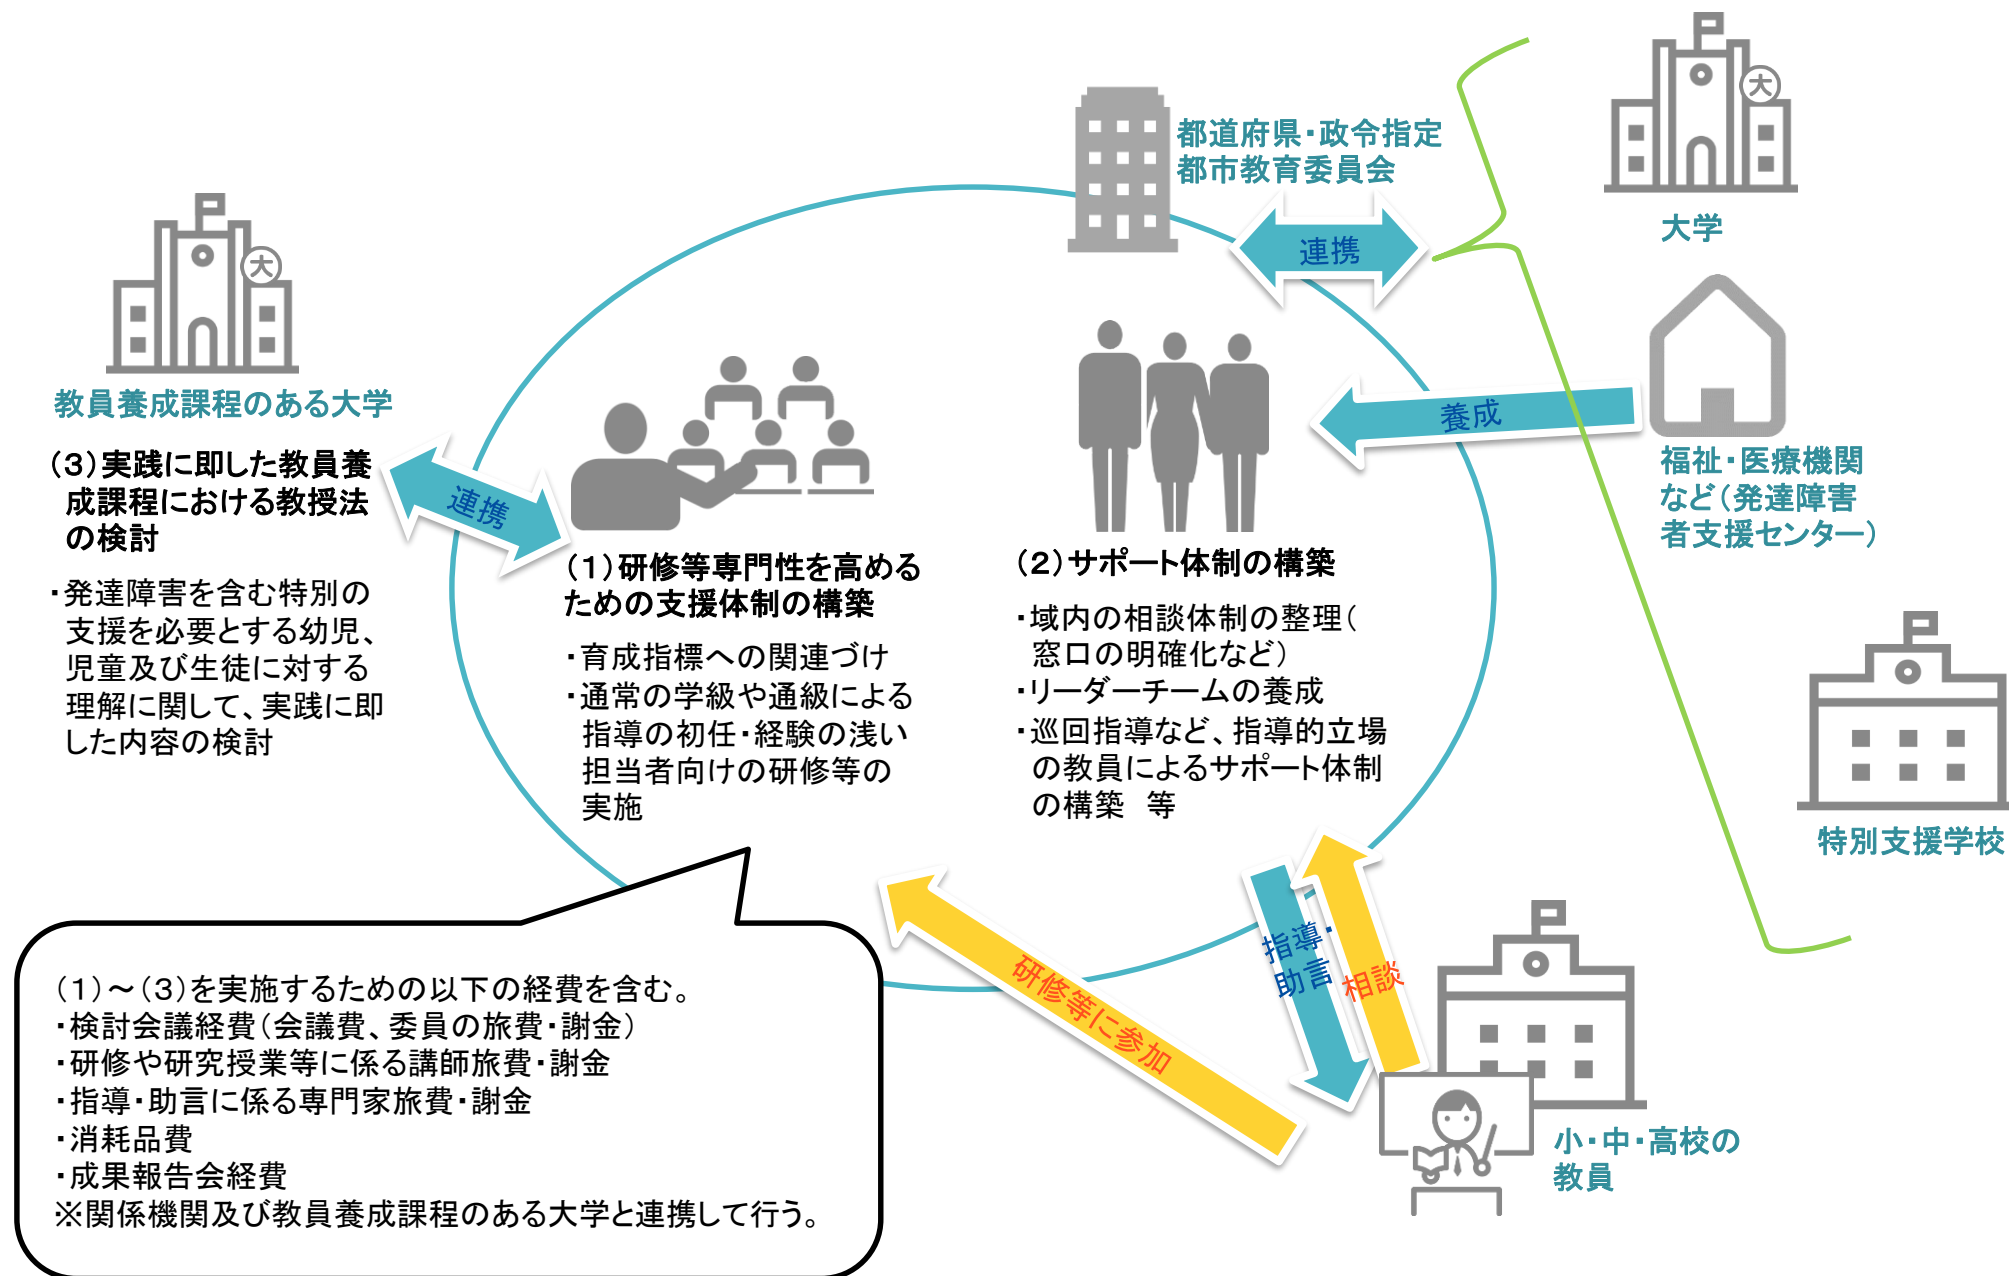 都道府県・政令指定
都市教育委員会
連携
大
大学
大
教員養成課程のある大学
(3)実践に即した教員養
成課程における教授法
の検討
・発達障害を含む特別の
支援を必要とする幼児、
児童及び生徒に対する
理解に関して、実践に即
した内容の検討
連携
(1)研修等専門性を高める
ための支援体制の構築
・育成指標への関連づけ
・通常の学級や通級による
指導の初任・経験の浅い
担当者向けの研修等の
実施
(2)サポート体制の構築
・域内の相談体制の整理(
窓口の明確化など)
・リーダーチームの養成
・巡回指導など、指導的立場
の教員によるサポート体制
の構築 等
養成
福祉・医療機関
など(発達障害
者支援センター)
特別支援学校
指導・
助言
相談
研修等に参加
小・中・高校の
教員
(1)～(3)を実施するための以下の経費を含む。
・検討会議経費(会議費、委員の旅費・謝金)
・研修や研究授業等に係る講師旅費・謝金
・指導・助言に係る専門家旅費・謝金
・消耗品費
・成果報告会経費
※関係機関及び教員養成課程のある大学と連携して行う。